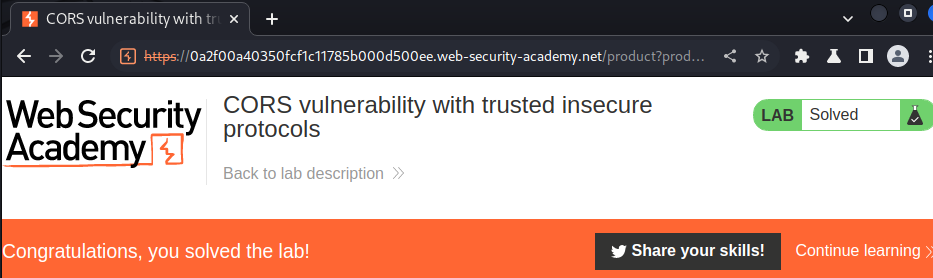 CORS vulnerability with tru
https://0a2f00a40350fcf1c11785b000d500ee.web-security-academy.net/product?prod...
Web Security
Academy
CORS vulnerability with trusted insecure
protocols
LAB Solved
Back to lab description
Congratulations, you solved the lab!
Share your skills!
Continue learning